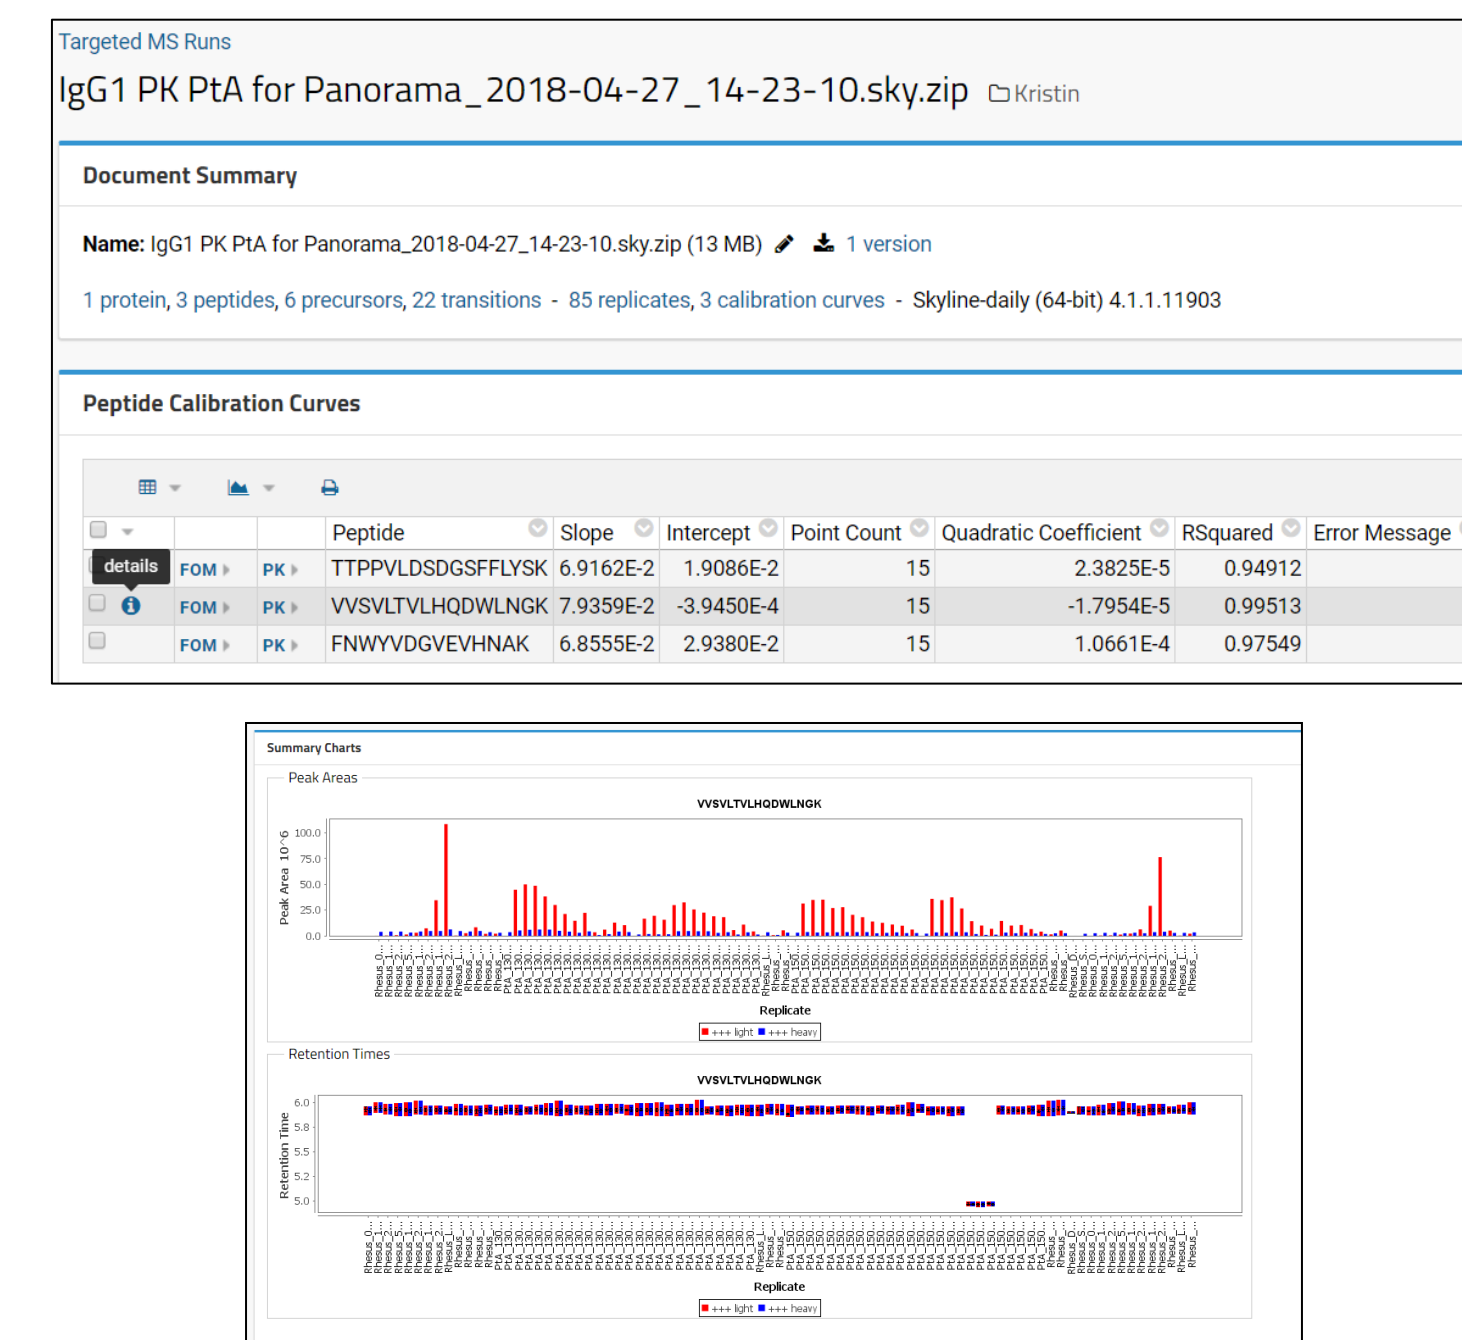 Targeted MS Runs
IgG1 PK PtA for Panorama_2018-04-27_14-23-10.sky.zip Kristin
Document Summary
Name: IgG1 PK PtA for Panorama_2018-04-27_14-23-10.sky.zip (13 MB) 1 version
1 protein, 3 peptides, 6 precursors, 22 transitions - 85 replicates, 3 calibration curves - Skyline-daily (64-bit) 4.1.1.11903
Peptide Calibration Curves
Peptide Slope Intercept Point Count Quadratic Coefficient RSquared Error Message
details FOM PK TTPPVLDSDGSFFLYSK 6.9162E-2 1.9086E-2 15 2.3825E-5 0.94912
FOM PK VVSVLTVLHQDWLNGK 7.9359E-2 -3.9450E-4 15 -1.7954E-5 0.99513
FOM PK FNWYVDGVEVHNAK 6.8555E-2 2.9380E-2 15 1.0661E-4 0.97549
Summary Charts
Peak Areas
VVSVLTVLHQDWLNGK
Peak Area 10^6
100.0
75.0
50.0
25.0
0.0
Replicate
+++ light +++ heavy
Retention Times
VVSVLTVLHQDWLNGK
Retention Time
6.0
5.8
5.5
5.2
5.0
Replicate
+++ light +++ heavy